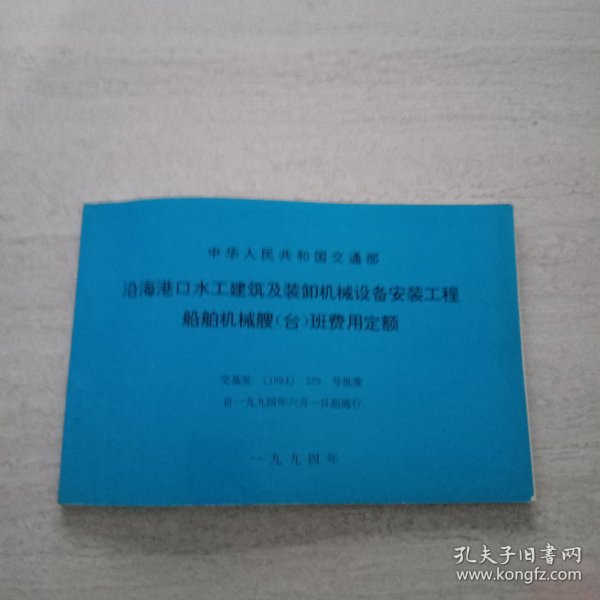 中华人民共和国交通部
沿海港口水工建筑及装卸机械设备安装工程
船舶机械艘(台)班费用定额
交基发 (1994) 329 号批准
自一九九四年六月一日起施行
一九九四年
孔夫子旧书网
www.kongfz.com